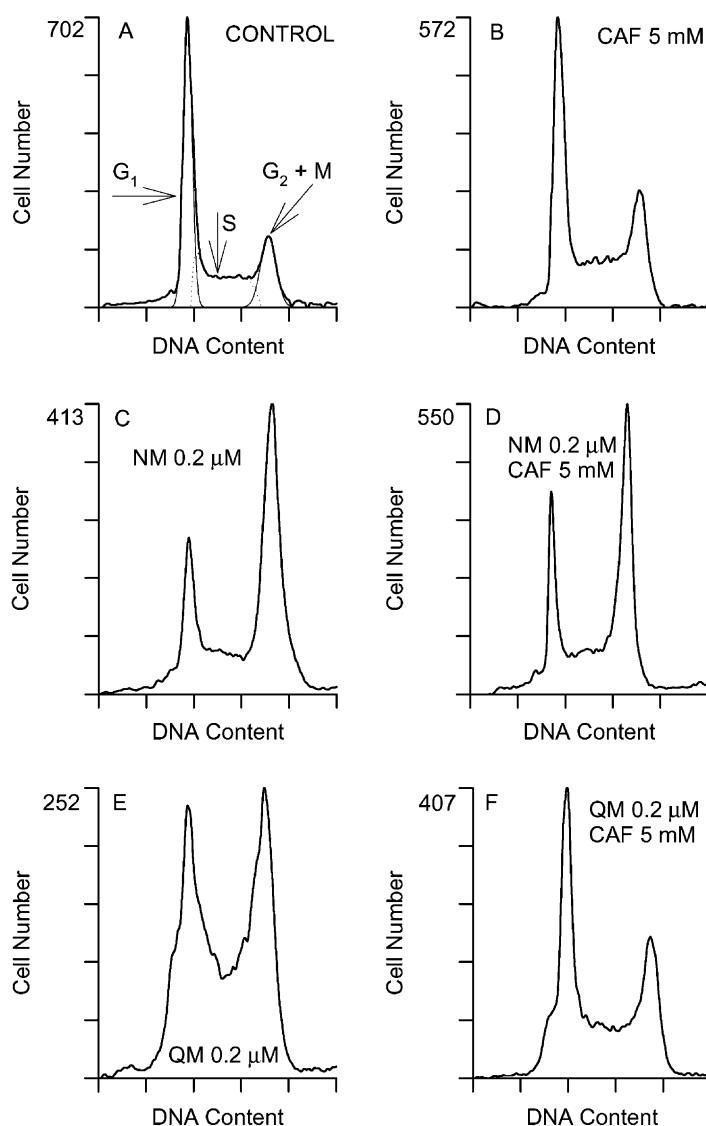 702
A
CONTROL
G1
S
G2 + M
Cell Number
DNA Content
572
B
CAF 5 mM
Cell Number
DNA Content
413
C
NM 0.2 μM
Cell Number
DNA Content
550
D
NM 0.2 μM
CAF 5 mM
Cell Number
DNA Content
252
E
QM 0.2 μM
Cell Number
DNA Content
407
F
QM 0.2 μM
CAF 5 mM
Cell Number
DNA Content